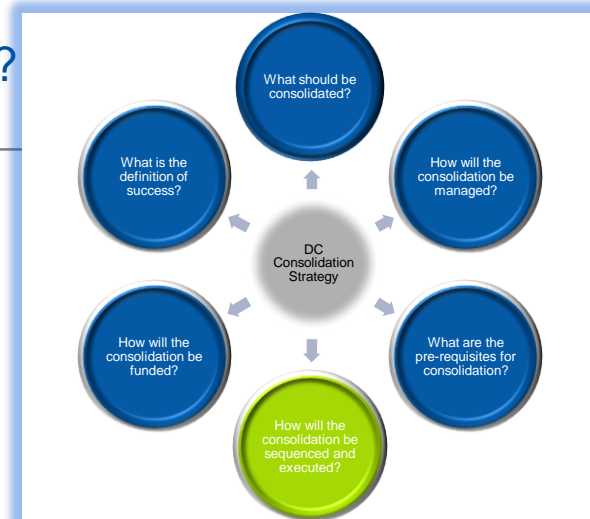 ?
What should be
consolidated?
What is the
definition of
success?
How will the
consolidation be
managed?
DC
Consolidation
Strategy
How will the
consolidation be
funded?
What are the
pre-requisites for
consolidation?
How will the
consolidation be
sequenced and
executed?